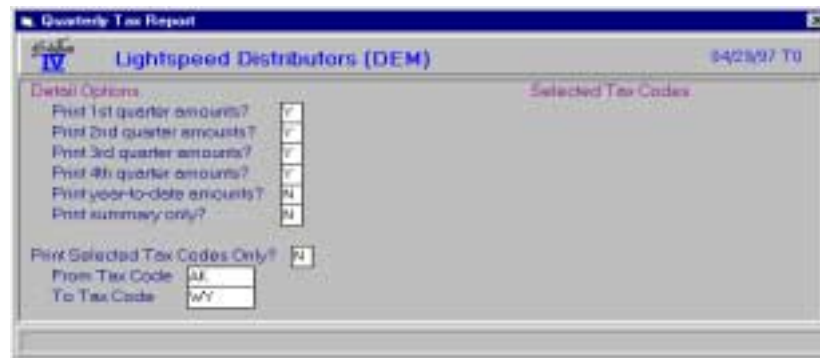 Quarterly Tax Report
IV Lightspeed Distributors (DEM) 04/29/97 T0
Detail Options Selected Tax Codes
Print 1st quarter amounts? Y
Print 2nd quarter amounts? Y
Print 3rd quarter amounts? Y
Print 4th quarter amounts? Y
Print year-to-date amounts? N
Print summary only? N
Print Selected Tax Codes Only? N
From Tax Code AK
To Tax Code WY